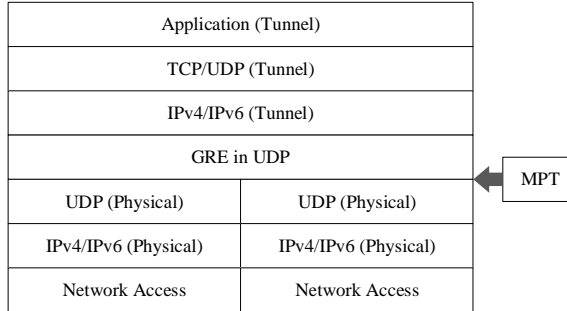 Application (Tunnel)
TCP/UDP (Tunnel)
IPv4/IPv6 (Tunnel)
GRE in UDP
MPT
UDP (Physical) UDP (Physical)
IPv4/IPv6 (Physical) IPv4/IPv6 (Physical)
Network Access Network Access